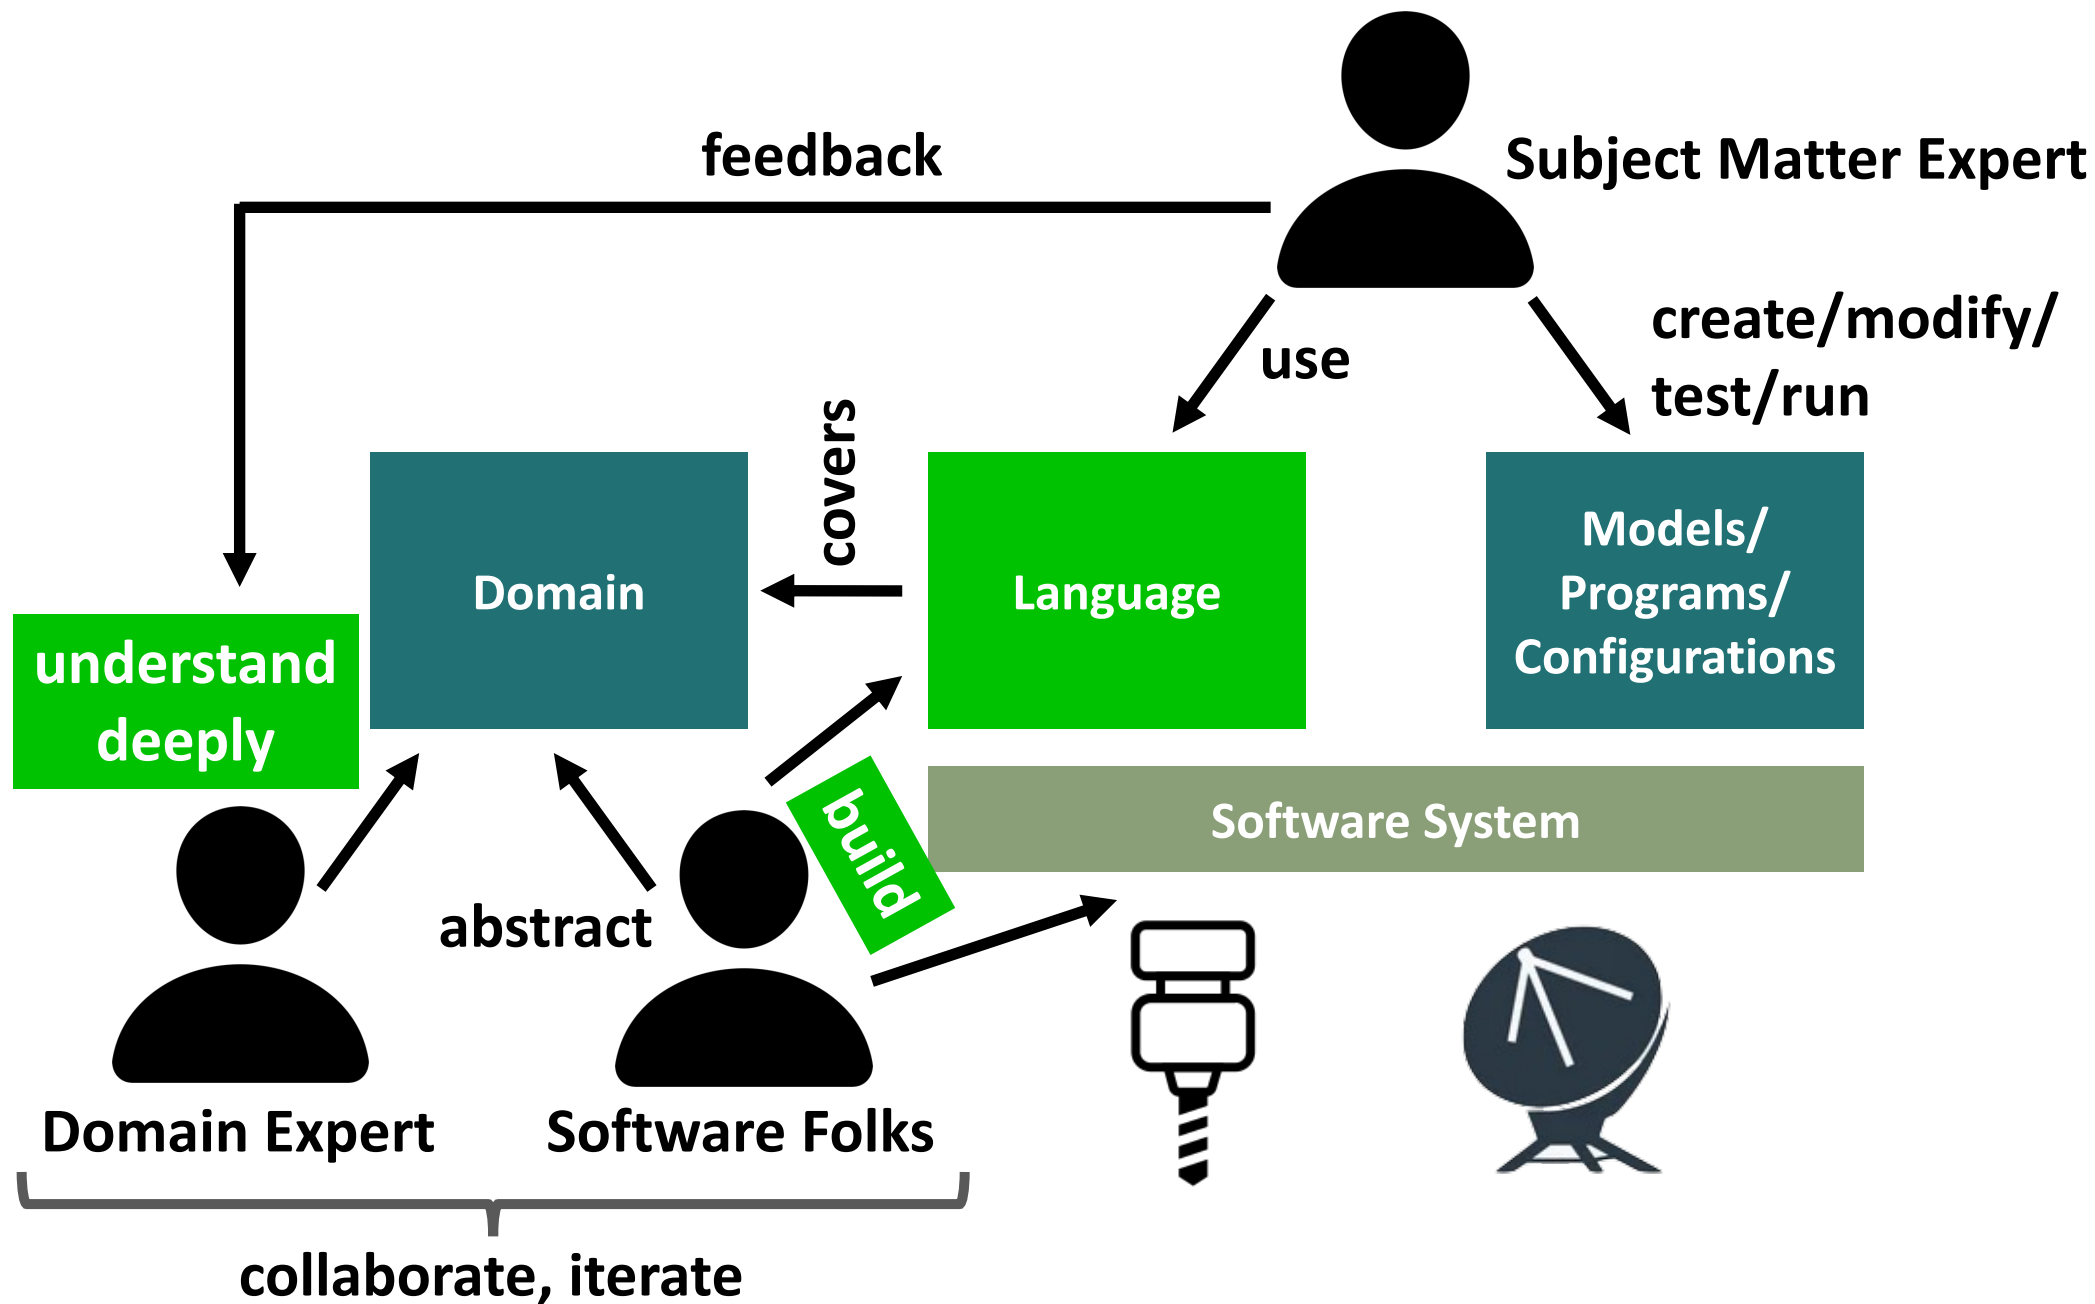 feedback
Subject Matter Expert
create/modify/
test/run
use
covers
Domain
Language
Models/
Programs/
Configurations
understand
deeply
build
Software System
abstract
Domain Expert
Software Folks
collaborate, iterate